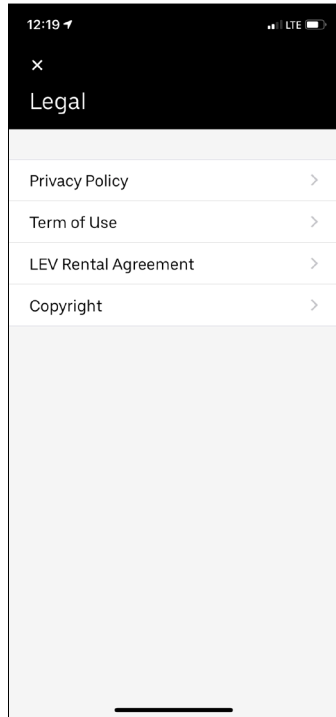 12:19
LTE
Legal
Privacy Policy
Term of Use
LEV Rental Agreement
Copyright